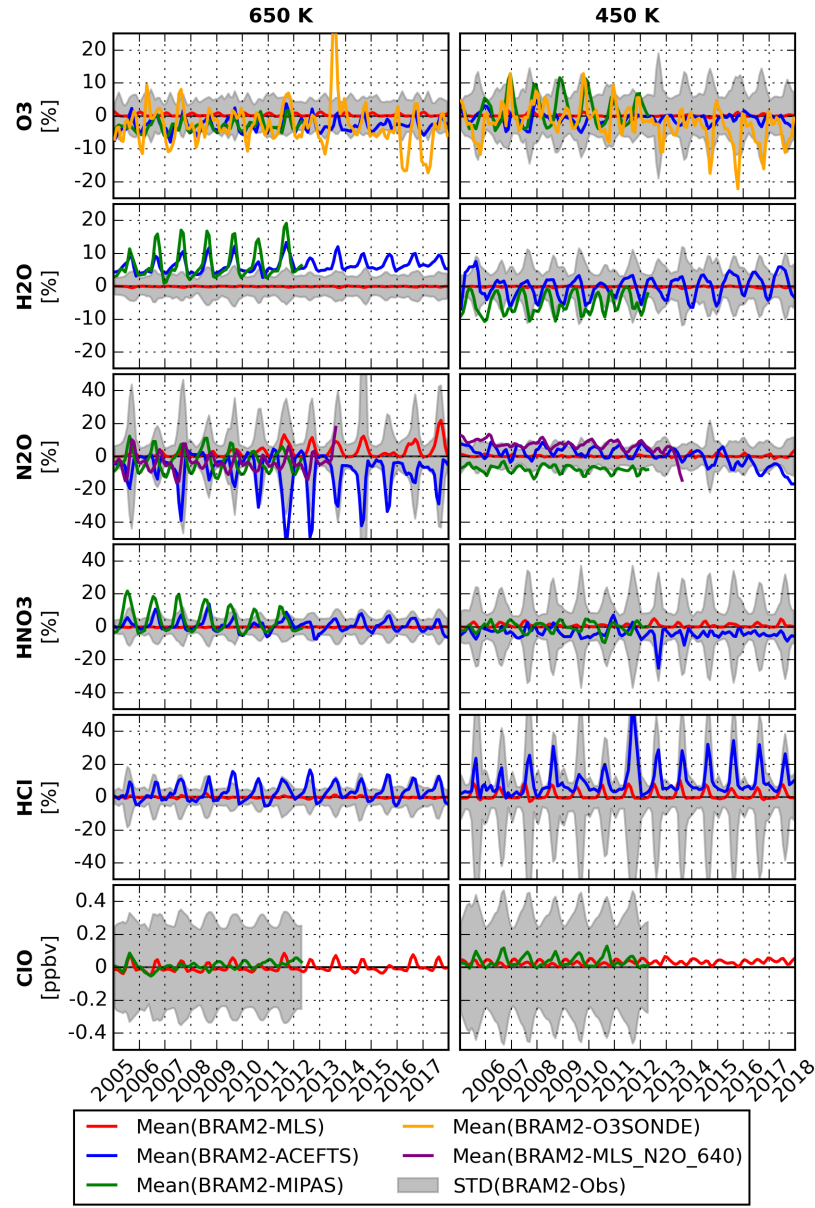 650 K 450 K
O3
[%]
20
10
0
-10
-20
H2O
[%]
20
10
0
-10
-20
N2O
[%]
40
20
0
-20
-40
HNO3
[%]
40
20
0
-20
-40
HCl
[%]
40
20
0
-20
-40
ClO
[ppbv]
0.4
0.2
0
-0.2
-0.4
2005 2006 2007 2008 2009 2010 2011 2012 2013 2014 2015 2016 2017 2006 2007 2008 2009 2010 2011 2012 2013 2014 2015 2016 2017 2018
Mean(BRAM2-MLS) Mean(BRAM2-O3SONDE)
Mean(BRAM2-ACEFTS) Mean(BRAM2-MLS_N2O_640)
Mean(BRAM2-MIPAS) STD(BRAM2-Obs)